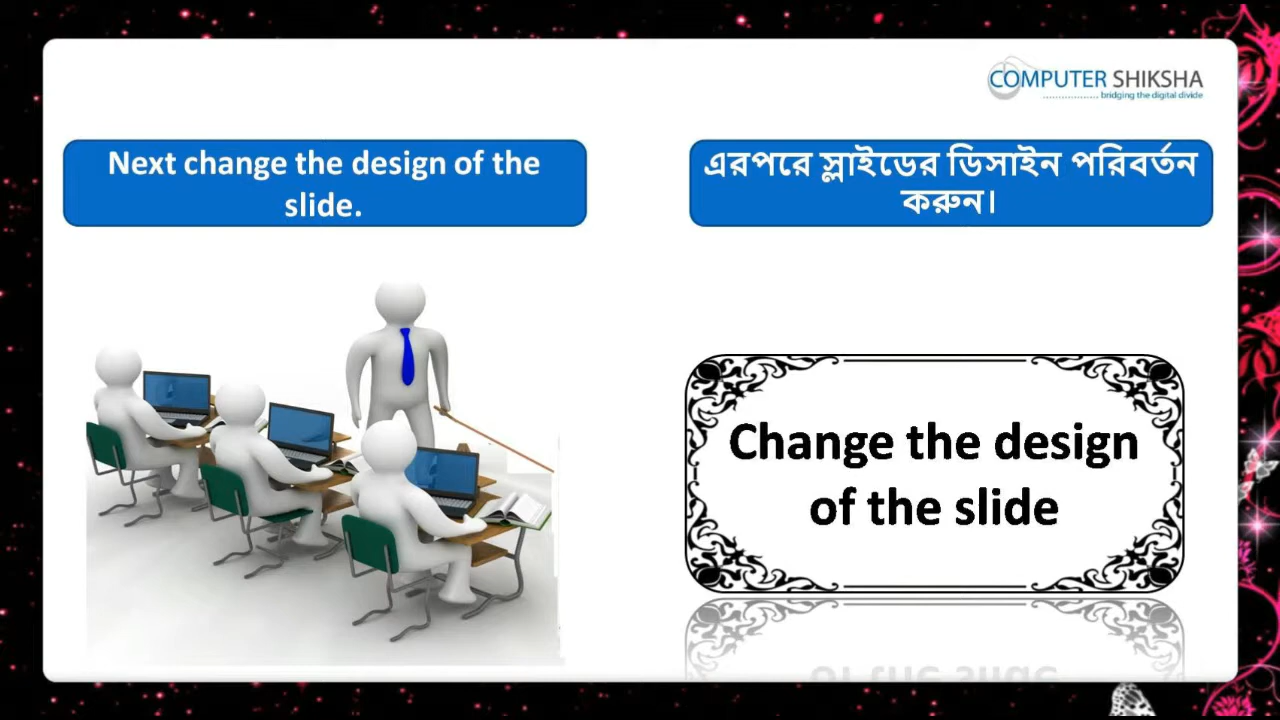 COMPUTER SHIKSHA
bridging the digital divide
Next change the design of the
slide.
এরপরে স্লাইডের ডিসাইন পরিবর্তন
করুন।
Change the design
of the slide